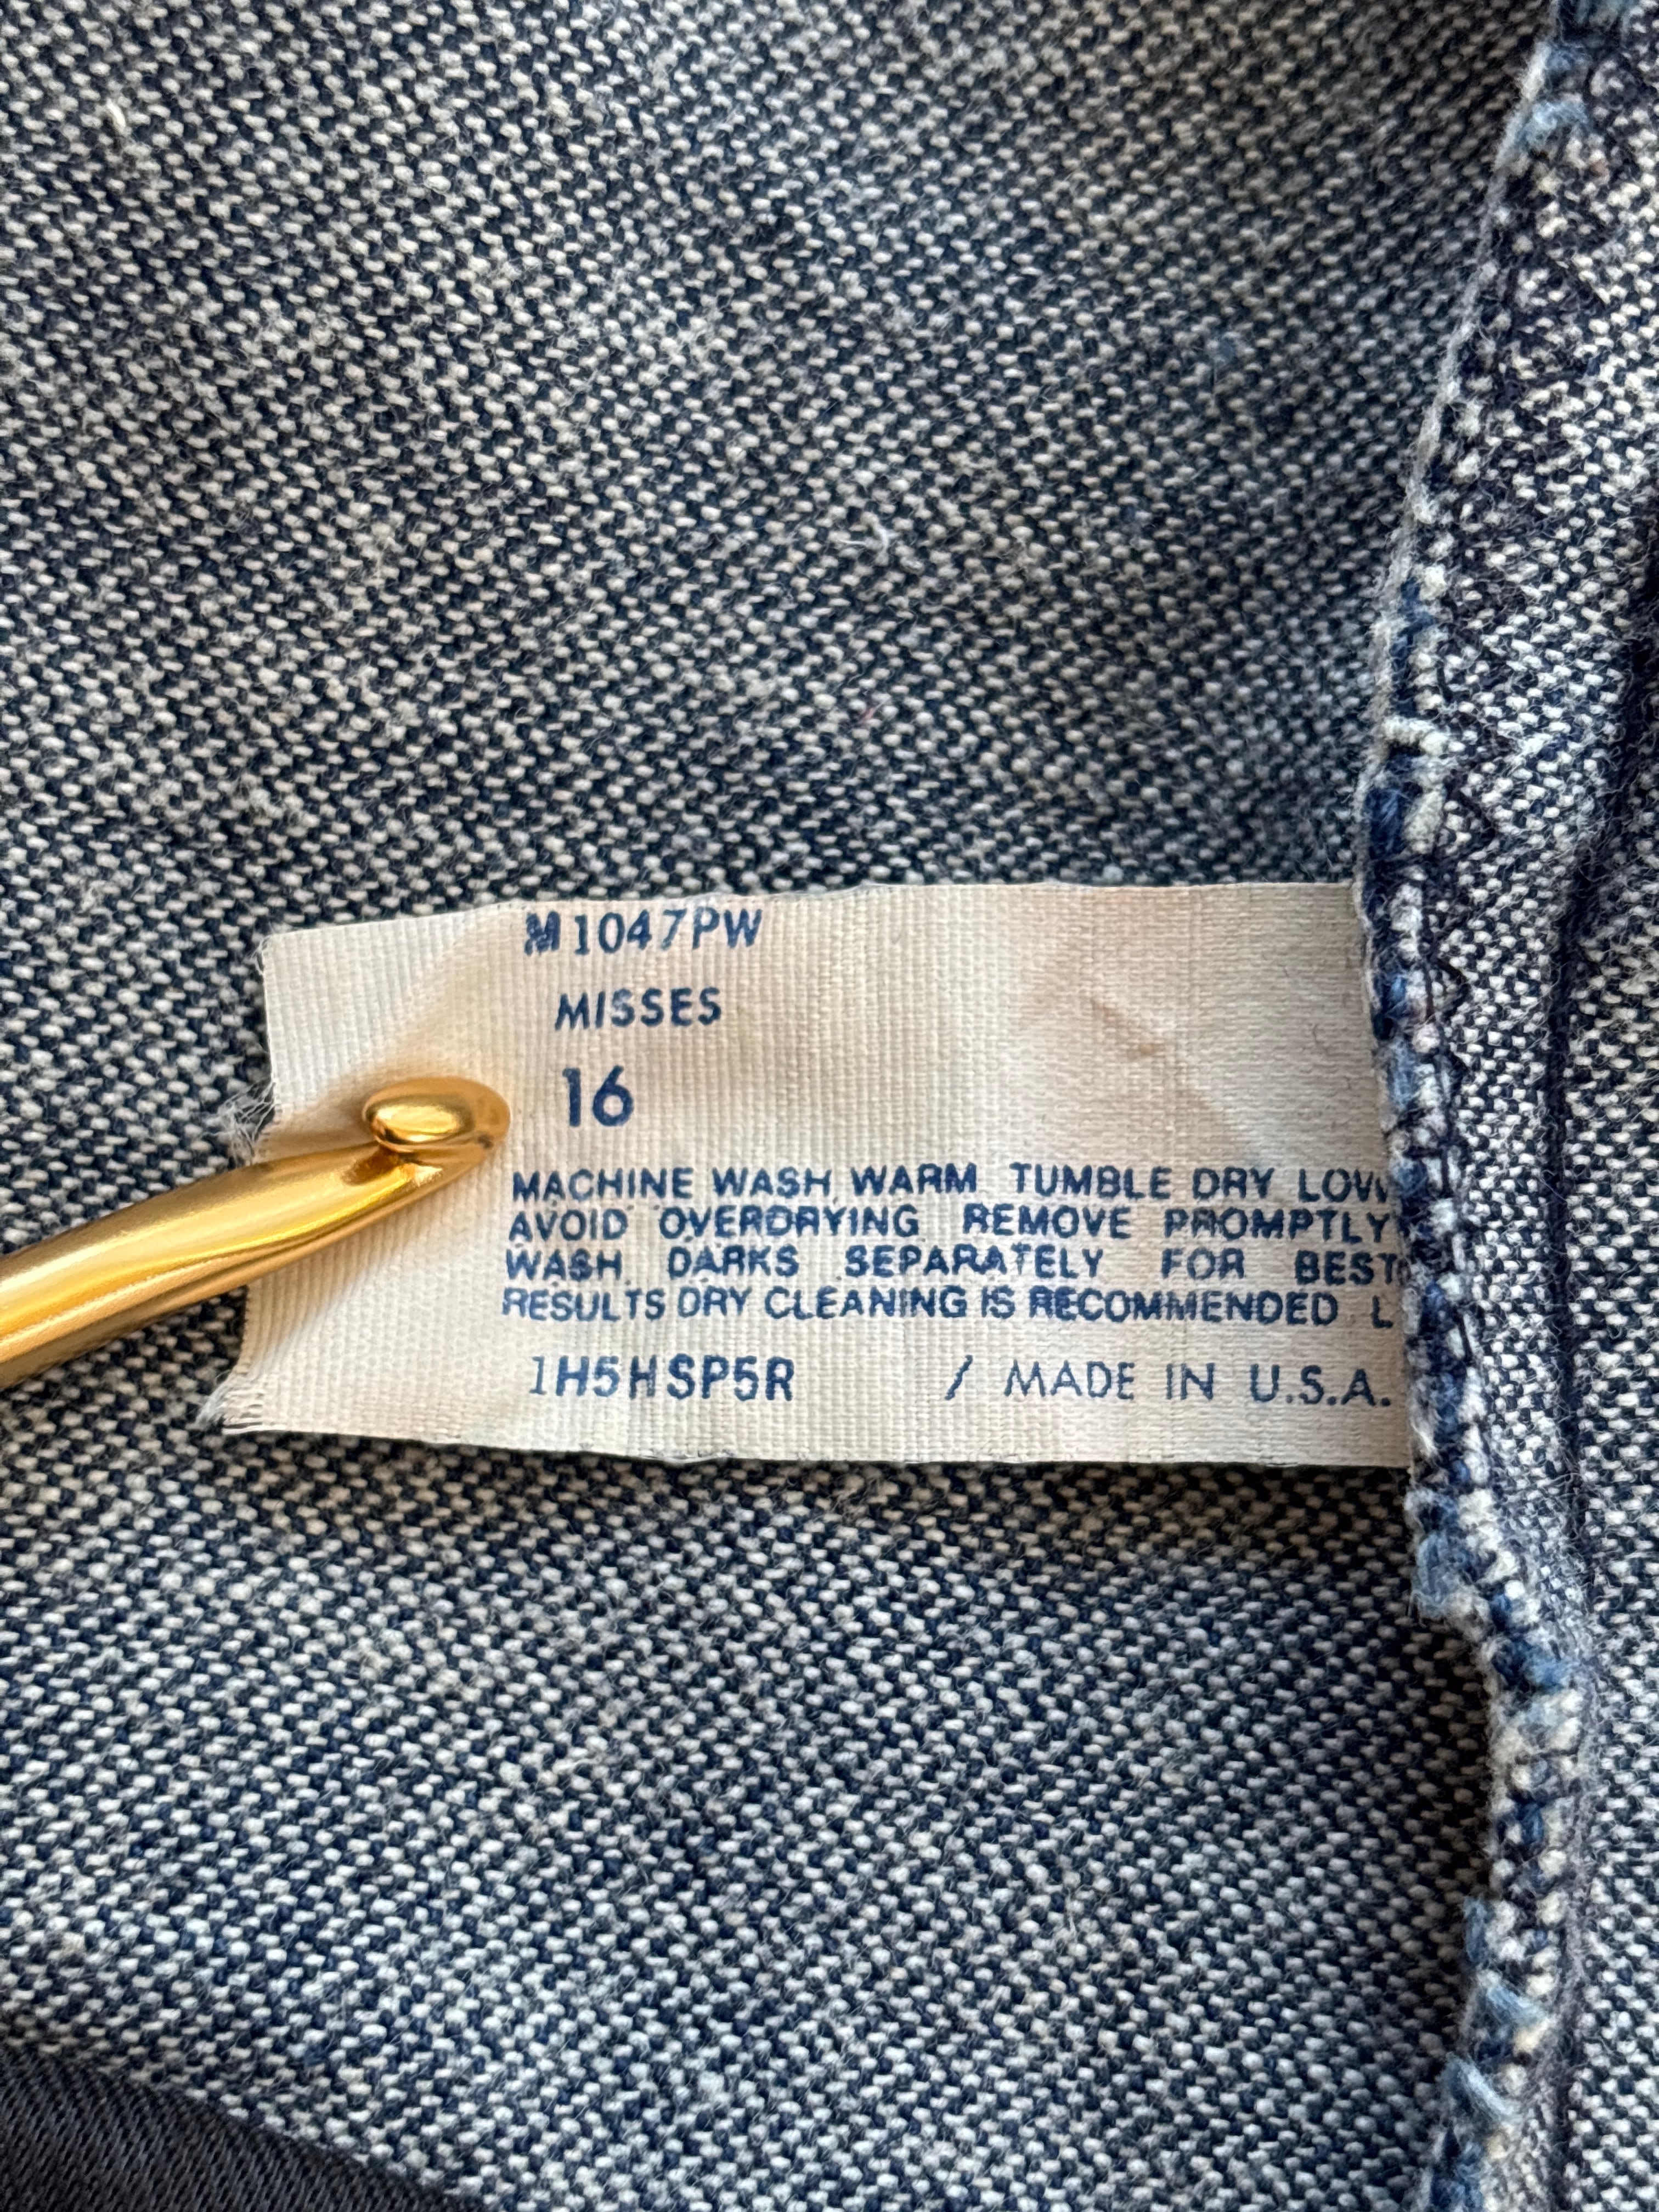 M1047PW
MISSES
16
MACHINE WASH WARM TUMBLE DRY LOW
AVOID OVERDRYING REMOVE PROMPTLY
WASH DARKS SEPARATELY FOR BEST
RESULTS DRY CLEANING IS RECOMMENDED L
1H5HSP5R / MADE IN U.S.A.